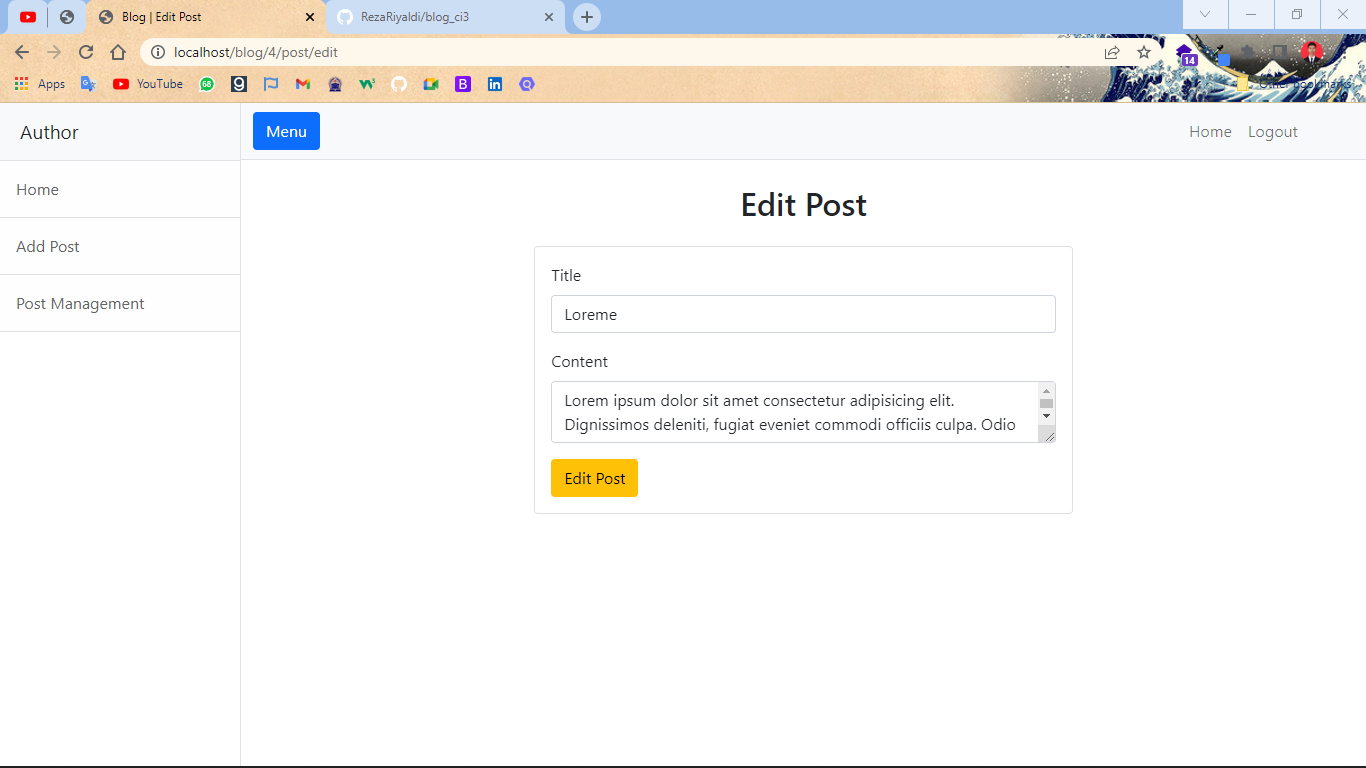 Blog | Edit Post
RezaRiyaldi/blog_ci3
localhost/blog/4/post/edit
14
Apps
YouTube
Other bookmarks
Author
Menu
Home
Logout
Home
Add Post
Post Management
Edit Post
Title
Loreme
Content
Lorem ipsum dolor sit amet consectetur adipisicing elit.
Dignissimos deleniti, fugiat eveniet commodi officiis culpa. Odio
Edit Post